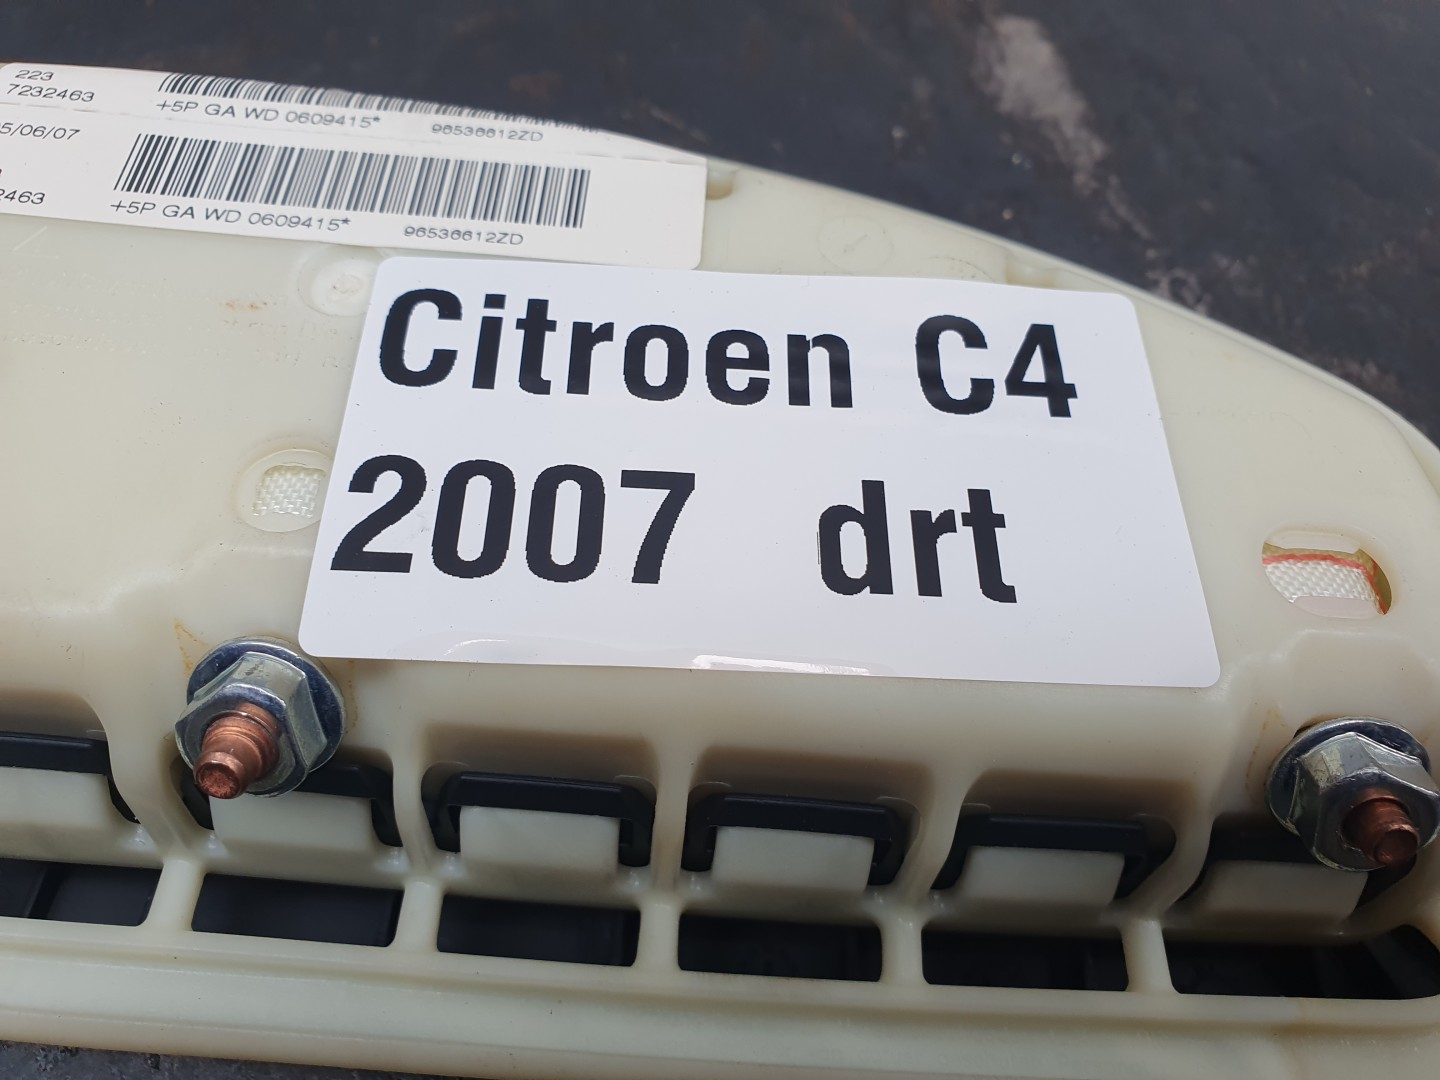 223
7232463
+5P GA WD 0609415*
96536612ZD
5/06/07
2463
+5P GA WD 0609415*
96536612ZD
Citroen C4
2007 drt